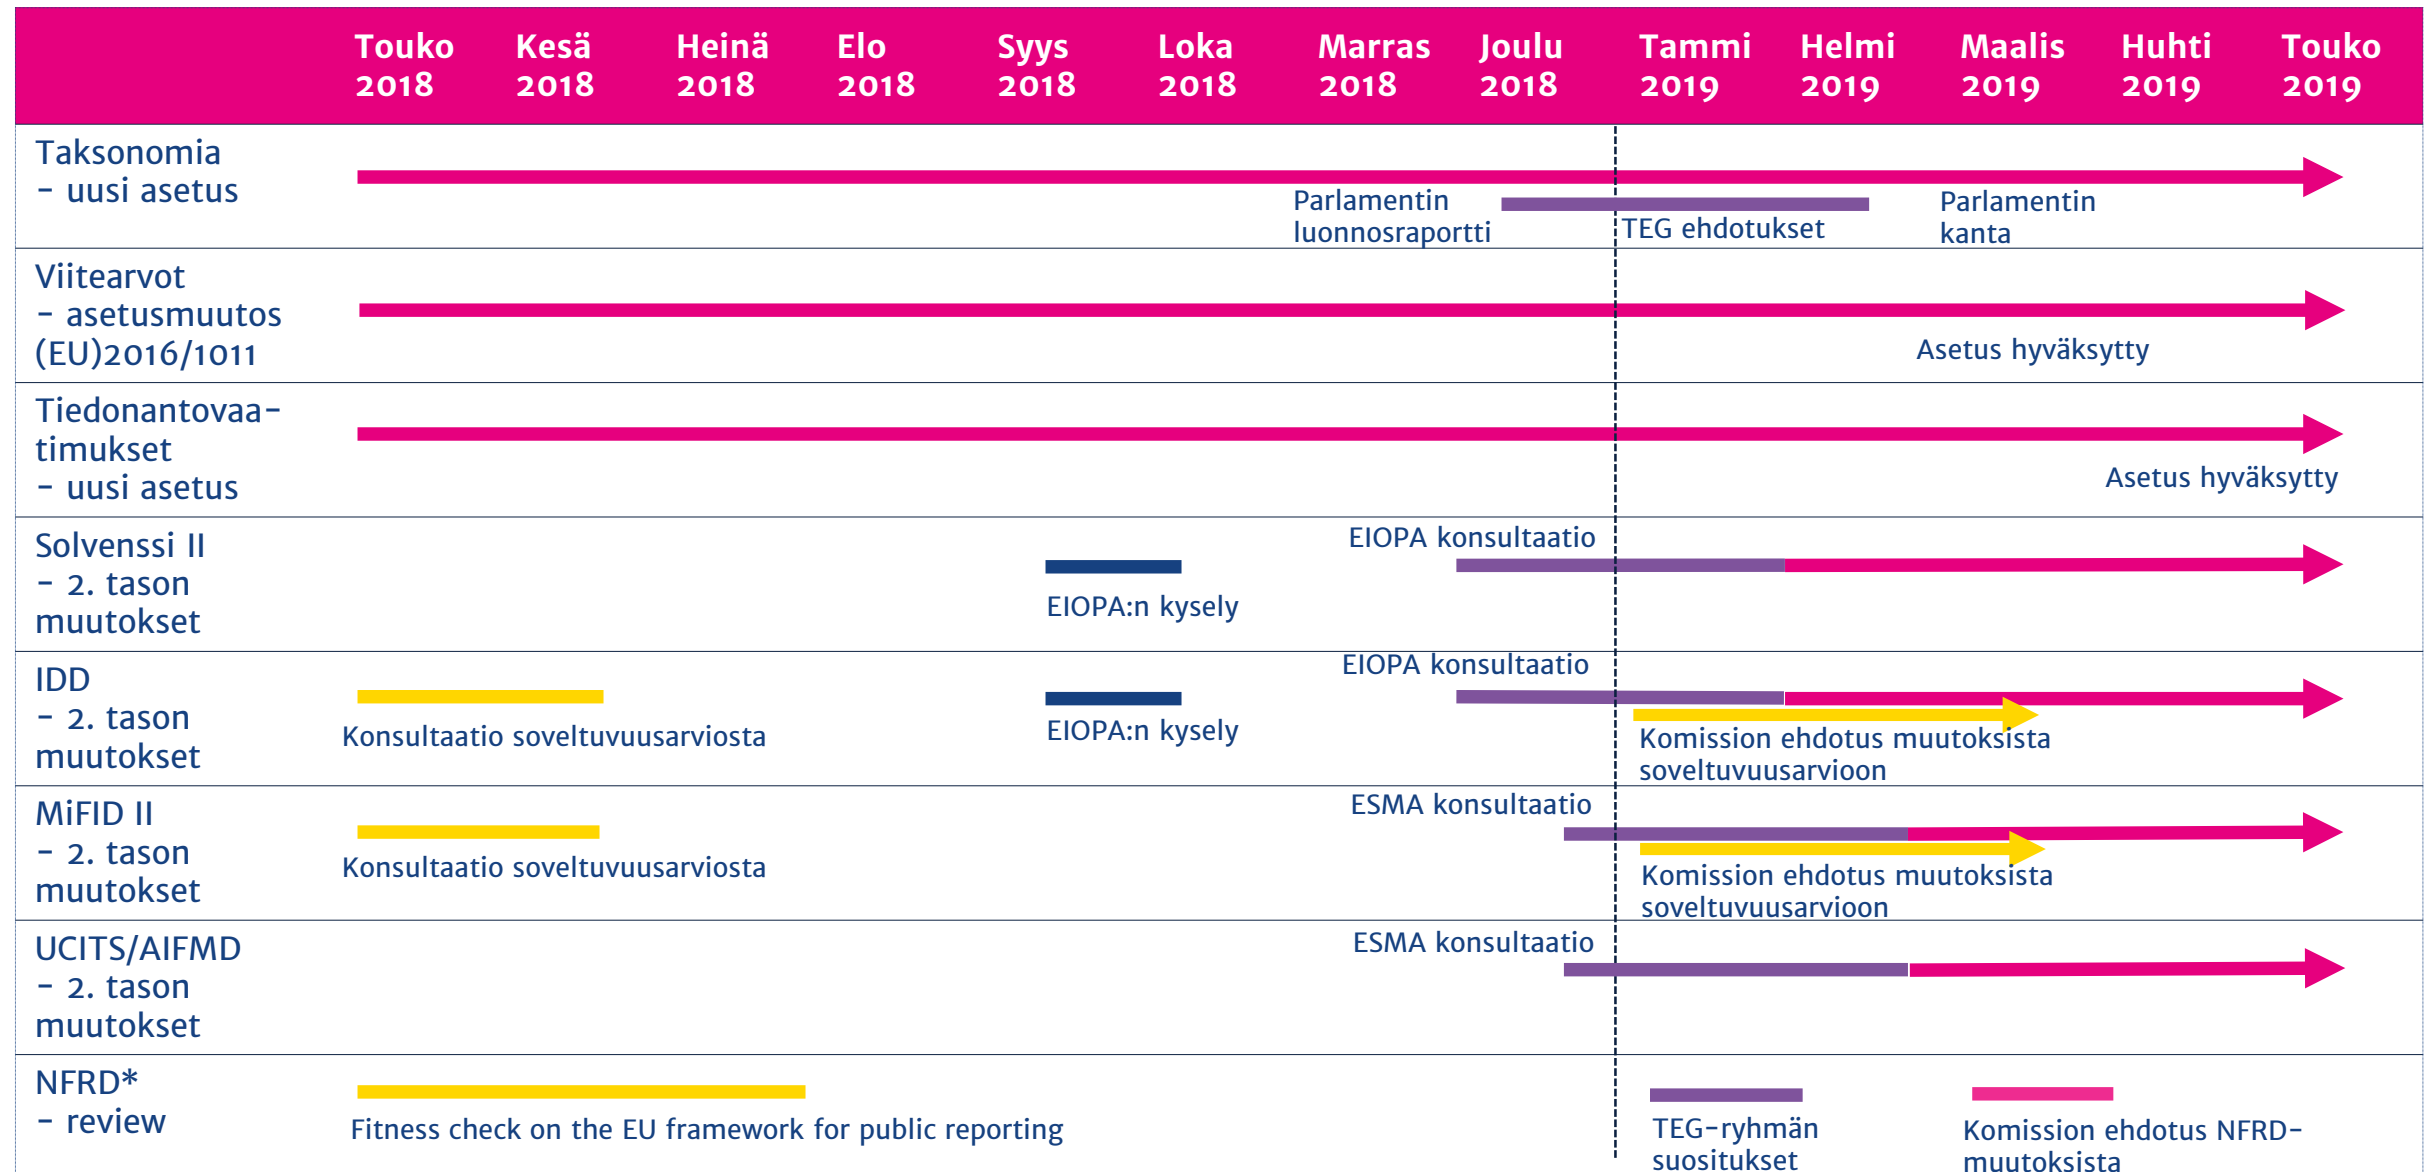 Touko Kesä Heinä Elo Syys Loka Marras Joulu Tammi Helmi Maalis Huhti Touko
2018 2018 2018 2018 2018 2018 2018 2018 2019 2019 2019 2019 2019
Taksonomia
- uusi asetus
Parlamentin
luonnosraportti
TEG ehdotukset
Parlamentin
kanta
Viitearvot
- asetusmuutos
(EU)2016/1011
Asetus hyväksytty
Tiedonantovaa-
timukset
- uusi asetus
Asetus hyväksytty
Solvenssi II
- 2. tason
muutokset
EIOPA:n kysely
EIOPA konsultaatio
IDD
- 2. tason
muutokset
Konsultaatio soveltuvuusarviosta
EIOPA:n kysely
EIOPA konsultaatio
Komission ehdotus muutoksista
soveltuvuusarvioon
MiFID II
- 2. tason
muutokset
Konsultaatio soveltuvuusarviosta
ESMA konsultaatio
Komission ehdotus muutoksista
soveltuvuusarvioon
UCITS/AIFMD
- 2. tason
muutokset
ESMA konsultaatio
NFRD*
- review
Fitness check on the EU framework for public reporting
TEG-ryhmän
suositukset
Komission ehdotus NFRD-
muutoksista